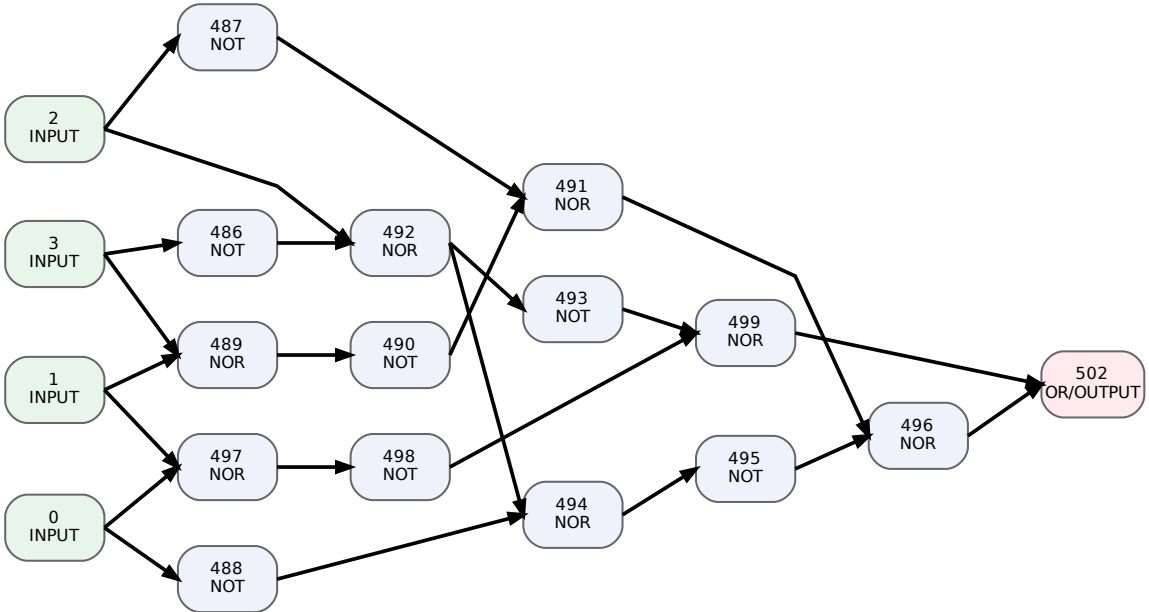 487
NOT
2
INPUT
3
INPUT
486
NOT
492
NOR
491
NOR
493
NOT
499
NOR
489
NOR
490
NOT
1
INPUT
502
OR/OUTPUT
496
NOR
497
NOR
498
NOT
495
NOT
494
NOR
0
INPUT
488
NOT